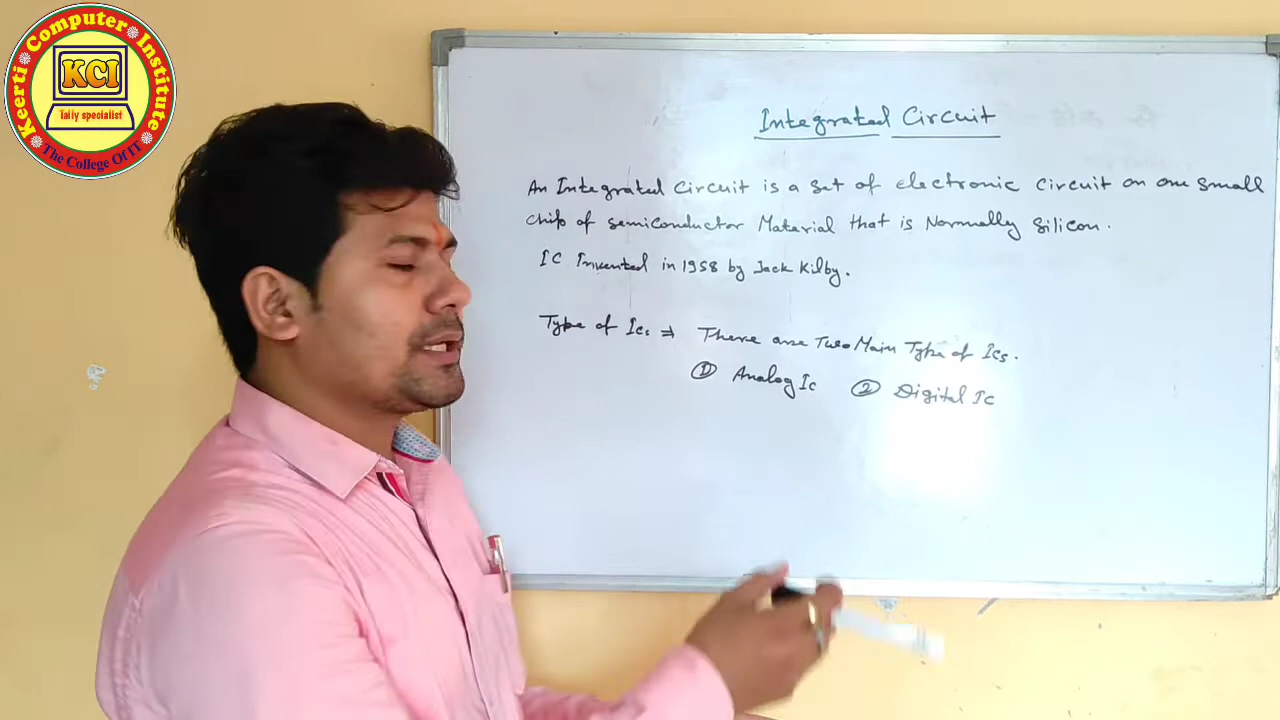 Keerti Computer Institute
KCI
Tally specialist
The College Of IT
Integrated Circuit
An Integrated Circuit is a set of electronic circuit on one small
chip of semiconductor Material that is Normally Silicon.
IC Invented in 1958 by Jack Kilby.
Type of ICs ⇒ There are Two Main Type of ICs.
① Analog Ic ② Digital Ic